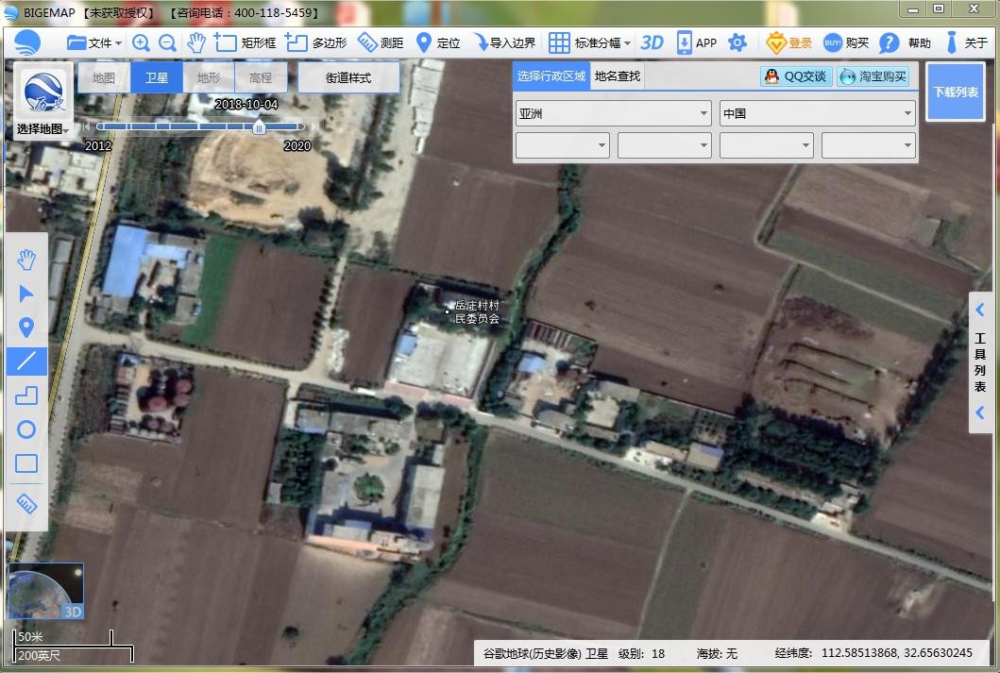 BIGEMAP 【未获取授权】 【咨询电话：400-118-5459】
文件 矩形框 多边形 测距 定位 导入边界 标准分幅 3D APP 登录 BUY! 购买 帮助 关于
历史
选择地图
地图 卫星 地形 高程 街道样式
2018-10-04
2012 2020
选择行政区域 地名查找 QQ交谈 淘宝购买
亚洲 中国
下载列表
岳庄村村
民委员会
工具列表
3D
50米
200英尺
谷歌地球(历史影像) 卫星 级别: 18 海拔: 无 经纬度: 112.58513868, 32.65630245